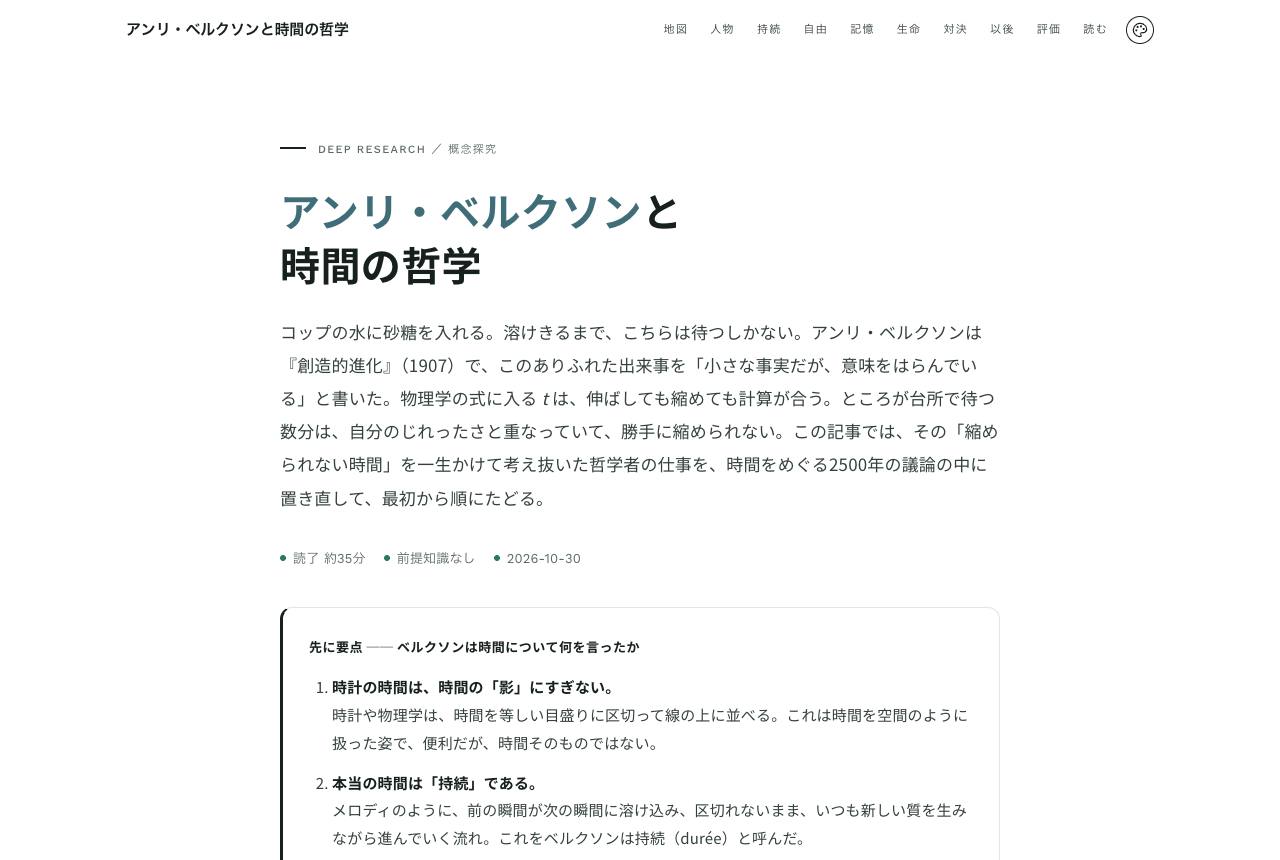 アンリ・ベルクソンと時間の哲学
地図 人物 持続 自由 記憶 生命 対決 以後 評価 読む
DEEP RESEARCH ／ 概念探究
アンリ・ベルクソンと
時間の哲学
コップの水に砂糖を入れる。溶けきるまで、こちらは待つしかない。アンリ・ベルクソンは
『創造的進化』（1907）で、このありふれた出来事を「小さな事実だが、意味をはらんでい
る」と書いた。物理学の式に入る t は、伸ばしても縮めても計算が合う。ところが台所で待つ
数分は、自分のじれったさと重なっていて、勝手に縮められない。この記事では、その「縮め
られない時間」を一生かけて考え抜いた哲学者の仕事を、時間をめぐる2500年の議論の中に
置き直して、最初から順にたどる。
読了 約35分
前提知識なし
2026-10-30
先に要点 ―― ベルクソンは時間について何を言ったか
1. 時計の時間は、時間の「影」にすぎない。
時計や物理学は、時間を等しい目盛りに区切って線の上に並べる。これは時間を空間のように
扱った姿で、便利だが、時間そのものではない。
2. 本当の時間は「持続」である。
メロディのように、前の瞬間が次の瞬間に溶け込み、区切れないまま、いつも新しい質を生み
ながら進んでいく流れ。これをベルクソンは持続（durée）と呼んだ。